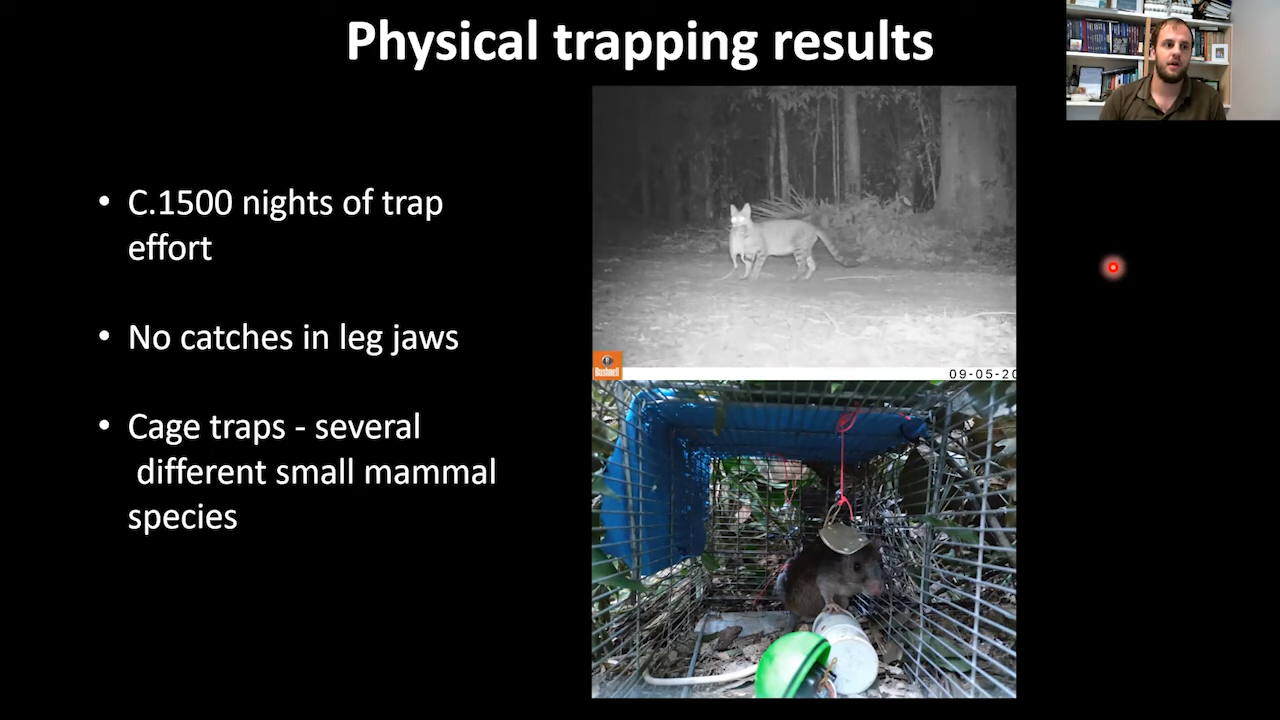 Physical trapping results
• C.1500 nights of trap
effort
• No catches in leg jaws
• Cage traps - several
different small mammal
species
Bushnell
09-05-20